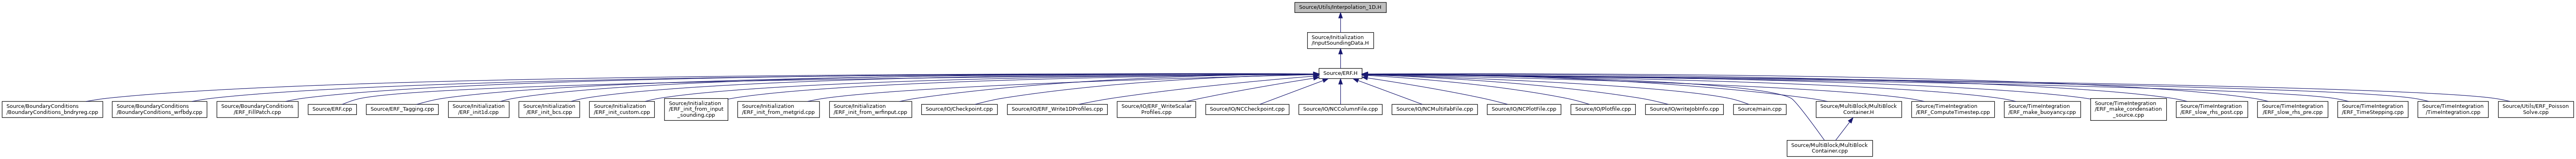 Source/Utils/Interpolation_1D.H
Source/Initialization
/InputSoundingData.H
Source/ERF.H
Source/BoundaryConditions
/BoundaryConditions_bndryreg.cpp
Source/BoundaryConditions
/BoundaryConditions_wrfbdy.cpp
Source/BoundaryConditions
/ERF_FillPatch.cpp
Source/ERF.cpp
Source/ERF_Tagging.cpp
Source/Initialization
/ERF_init1d.cpp
Source/Initialization
/ERF_init_bcs.cpp
Source/Initialization
/ERF_init_custom.cpp
Source/Initialization
/ERF_init_from_input
_sounding.cpp
Source/Initialization
/ERF_init_from_metgrid.cpp
Source/Initialization
/ERF_init_from_wrfinput.cpp
Source/IO/Checkpoint.cpp
Source/IO/ERF_Write1DProfiles.cpp
Source/IO/ERF_WriteScalar
Profiles.cpp
Source/IO/NCCheckpoint.cpp
Source/IO/NCColumnFile.cpp
Source/IO/NCMultiFabFile.cpp
Source/IO/NCPlotFile.cpp
Source/IO/Plotfile.cpp
Source/IO/writeJobInfo.cpp
Source/main.cpp
Source/MultiBlock/MultiBlock
Container.H
Source/TimeIntegration
/ERF_ComputeTimestep.cpp
Source/TimeIntegration
/ERF_make_buoyancy.cpp
Source/TimeIntegration
/ERF_make_condensation
_source.cpp
Source/TimeIntegration
/ERF_slow_rhs_post.cpp
Source/TimeIntegration
/ERF_slow_rhs_pre.cpp
Source/TimeIntegration
/ERF_TimeStepping.cpp
Source/TimeIntegration
/TimeIntegration.cpp
Source/Utils/ERF_Poisson
Solve.cpp
Source/MultiBlock/MultiBlock
Container.cpp